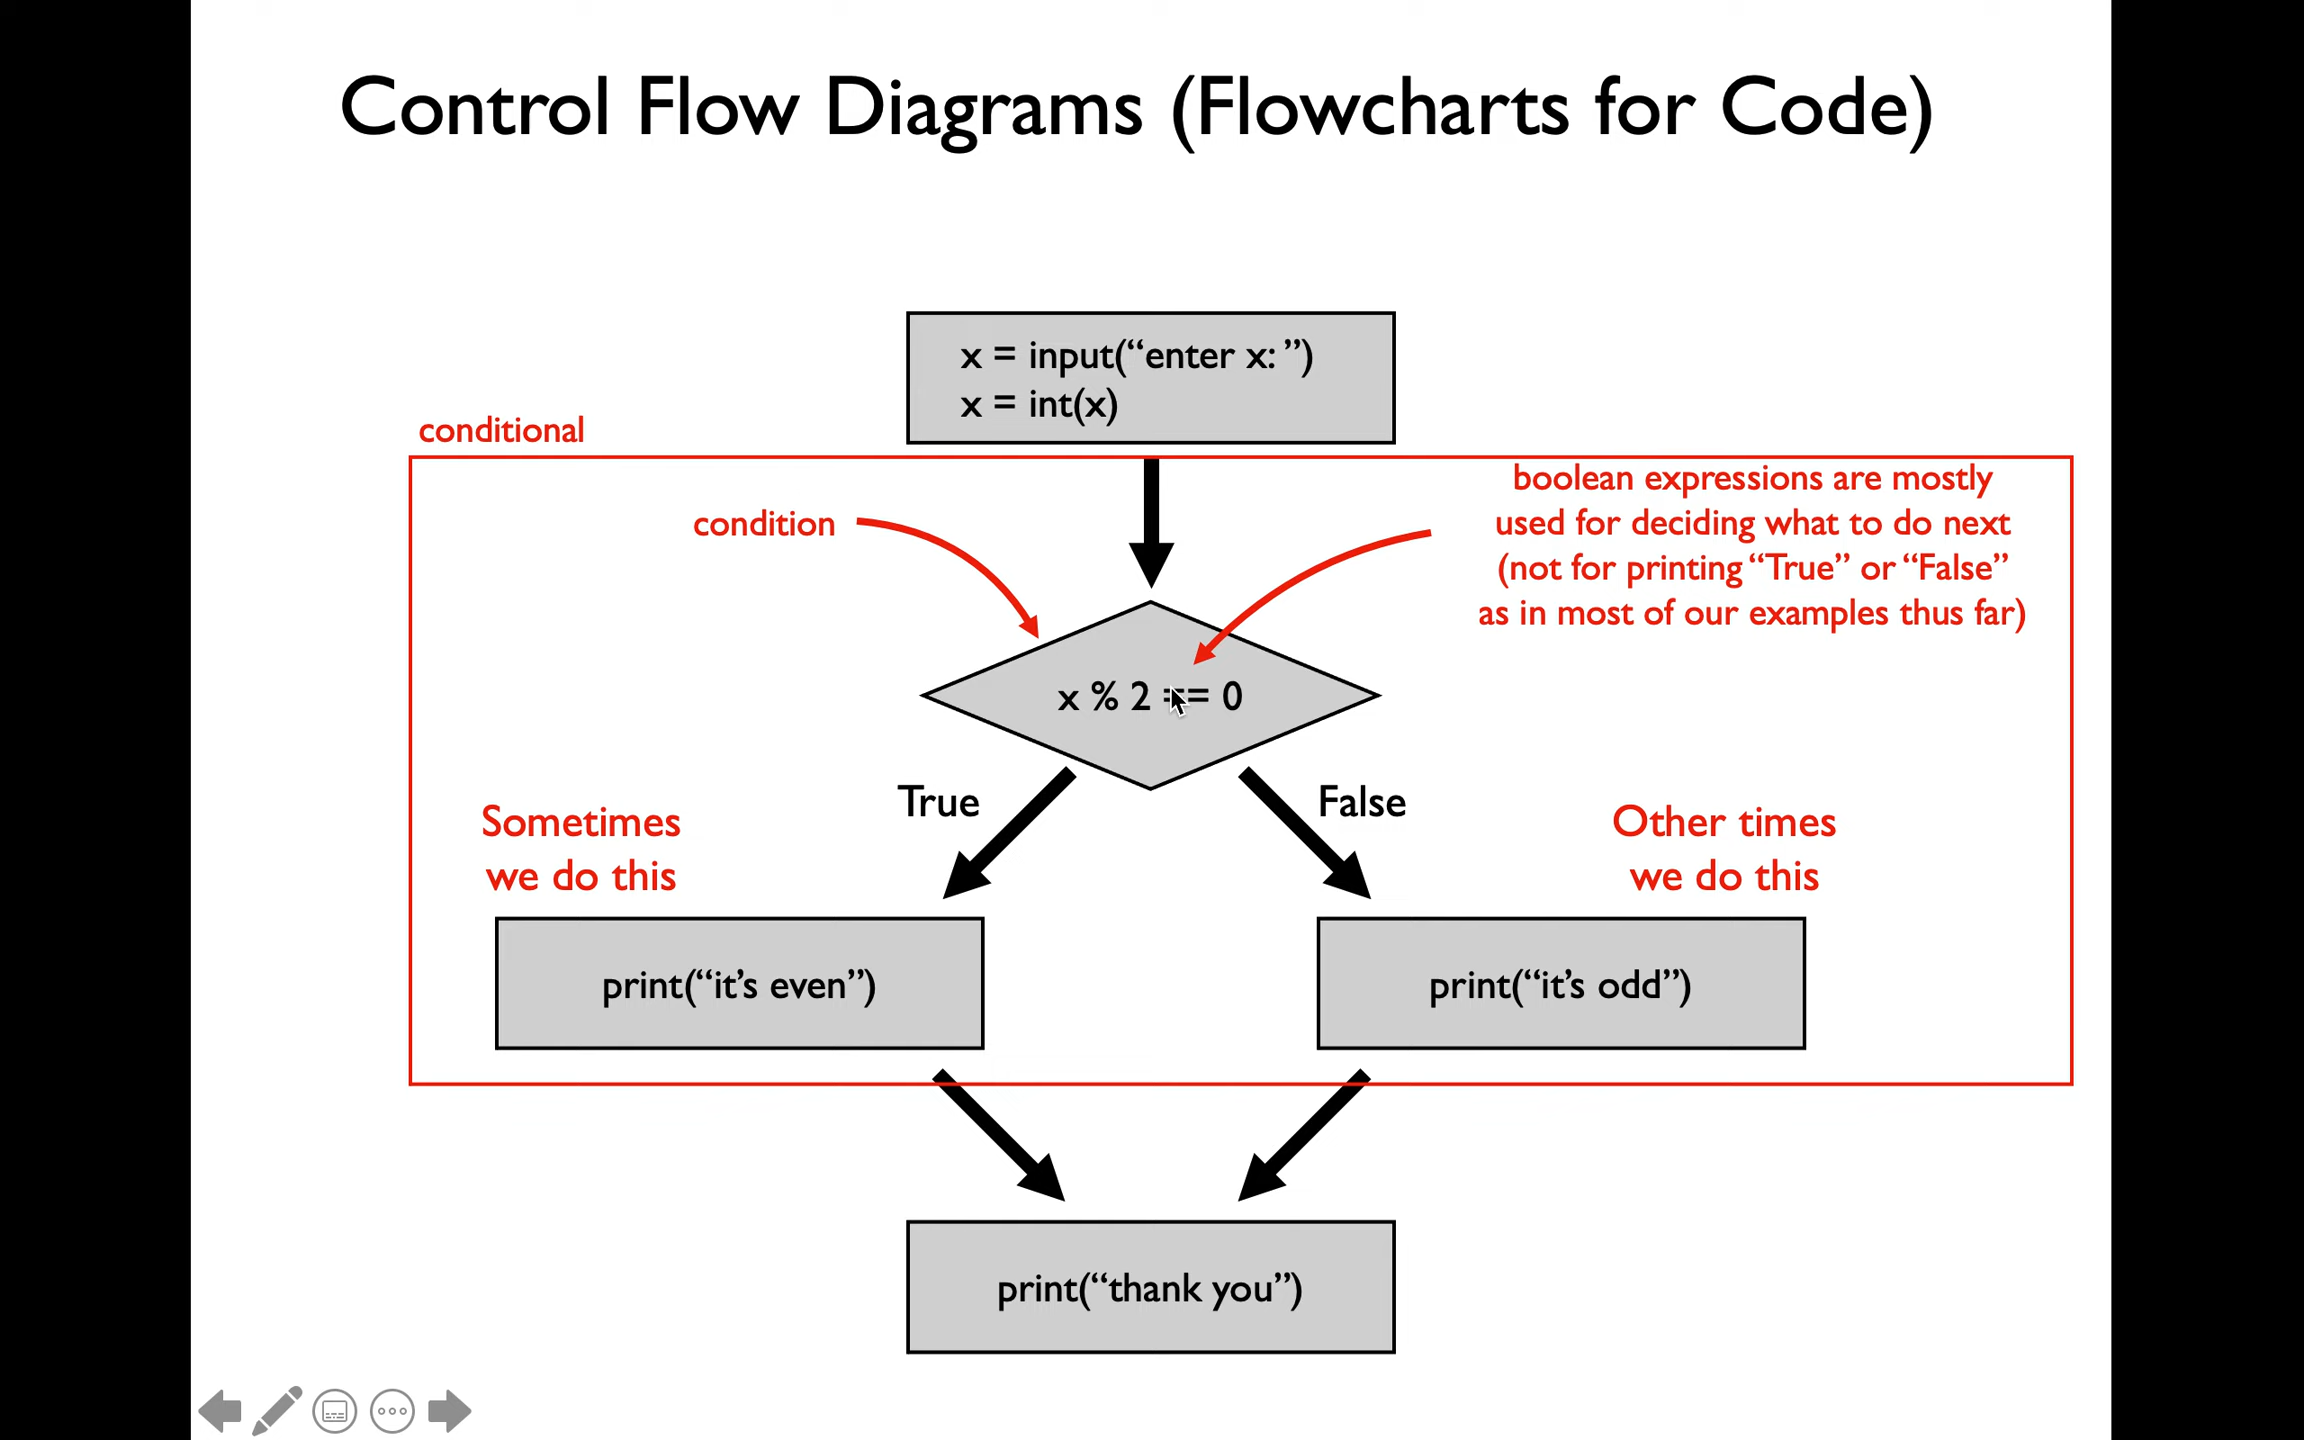 Control Flow Diagrams (Flowcharts for Code)
x = input(“enter x: ”)
x = int(x)
conditional
condition
boolean expressions are mostly
used for deciding what to do next
(not for printing “True” or “False”
as in most of our examples thus far)
x % 2 == 0
True
False
Sometimes
we do this
Other times
we do this
print(“it’s even”)
print(“it’s odd”)
print(“thank you”)